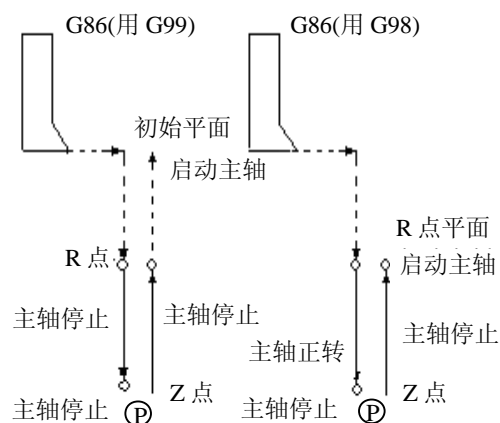 G86(用 G99)
G86(用 G98)
初始平面
启动主轴
R 点
主轴停止
主轴停止
主轴停止
P
Z 点
R 点平面
启动主轴
主轴正转
主轴停止
主轴停止
P
Z 点